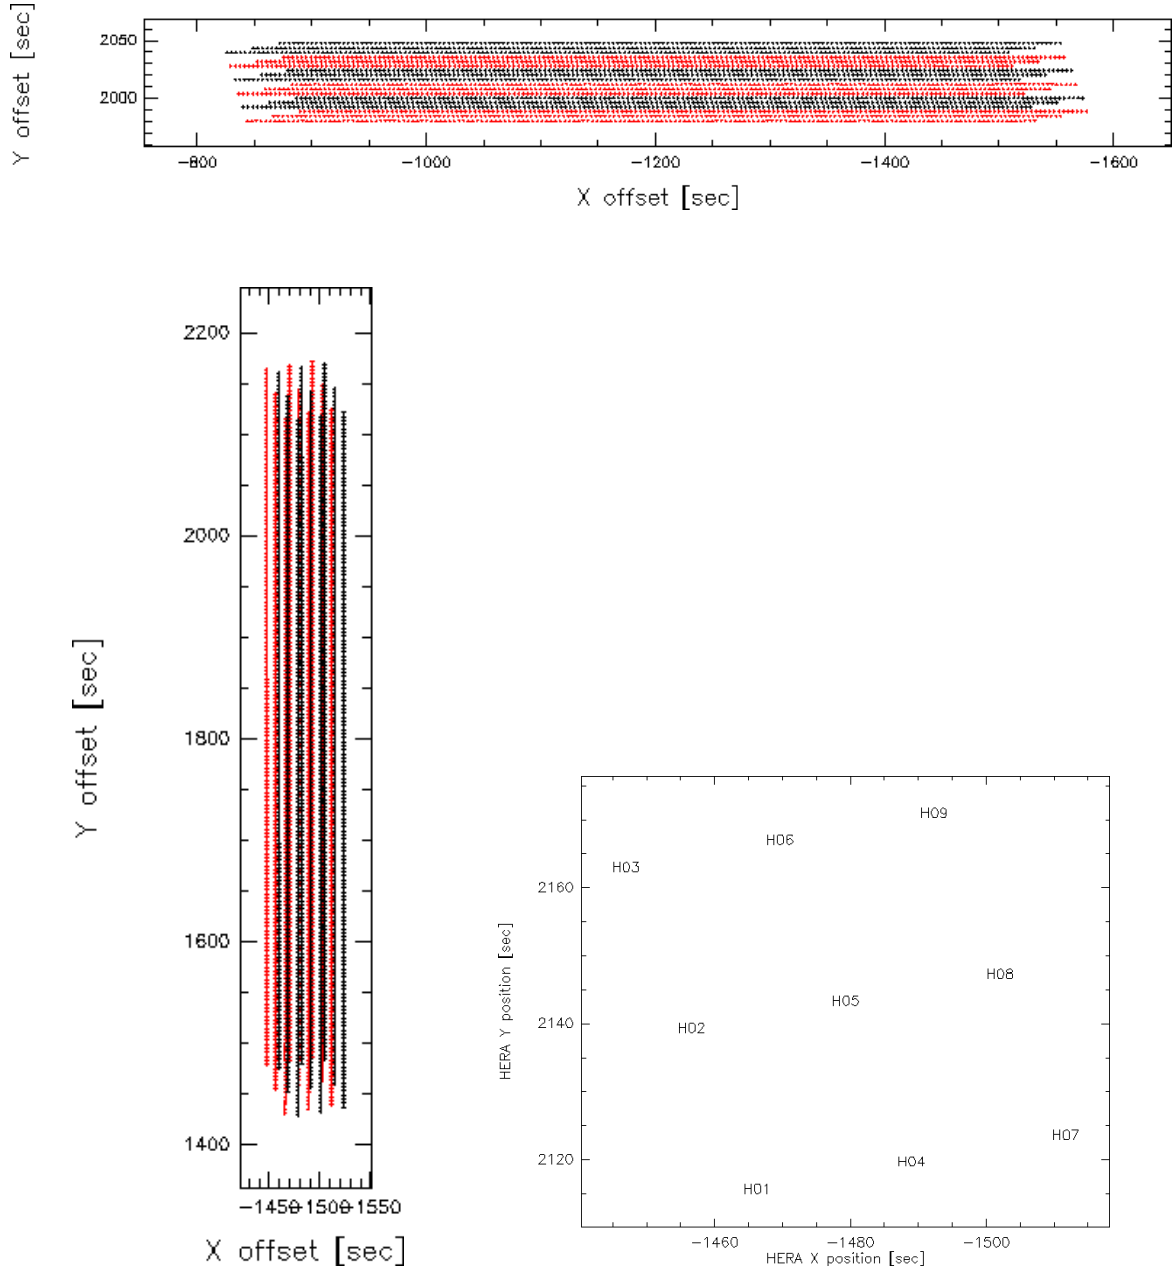 Y offset [sec]
2050
2000
−800
−1000
−1200
−1400
−1600
X offset [sec]
2200
2000
1800
1600
1400
Y offset [sec]
−1450
−1500
−1550
X offset [sec]
H09
H06
H03
2160
H08
H05
H02
2140
H07
H04
2120
H01
HERA Y position [sec]
−1460
−1480
−1500
HERA X position [sec]